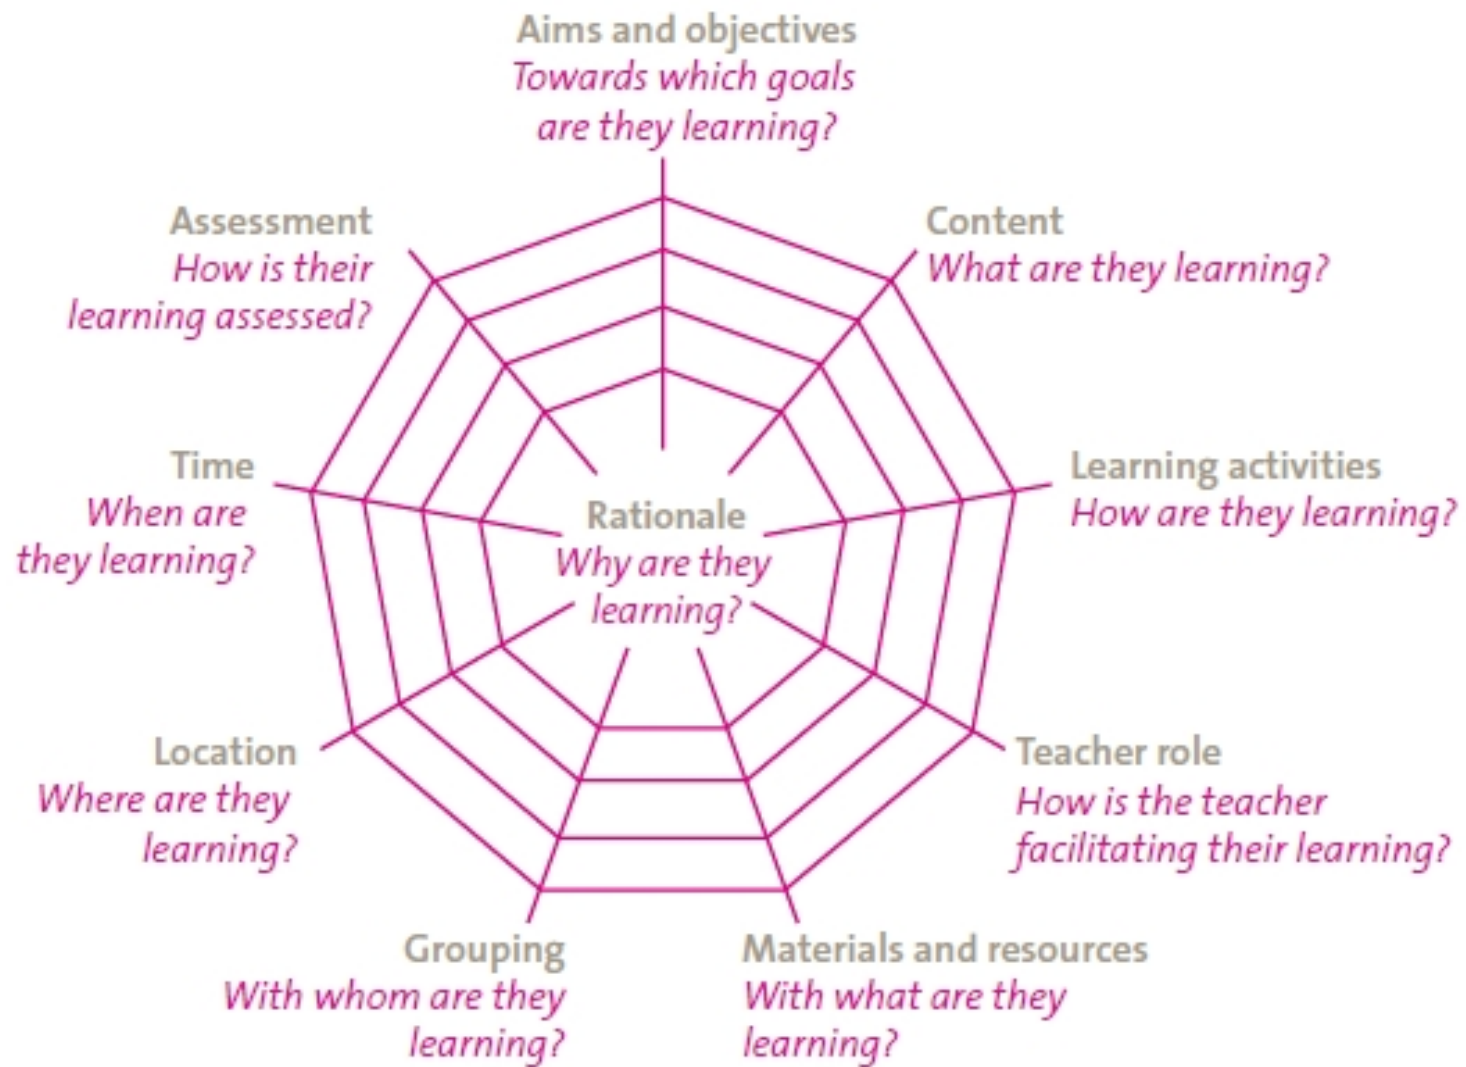 Aims and objectives
Towards which goals
are they learning?
Content
What are they learning?
Learning activities
How are they learning?
Teacher role
How is the teacher
facilitating their learning?
Materials and resources
With what are they
learning?
Grouping
With whom are they
learning?
Location
Where are they
learning?
Time
When are
they learning?
Assessment
How is their
learning assessed?
Rationale
Why are they
learning?